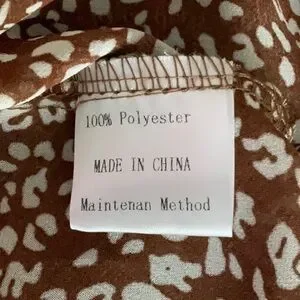 100% Polyester
MADE IN CHINA
Maintenan Method